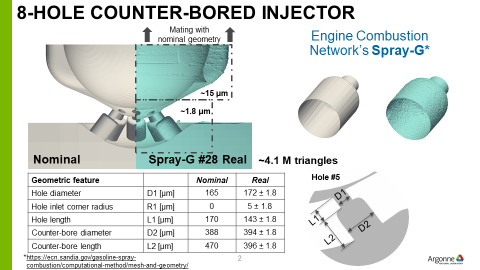 8-HOLE COUNTER-BORED INJECTOR
Mating with
nominal geometry
Engine Combustion
Network's Spray-G*
~15 µm
~1.8 µm
Nominal
Spray-G #28 Real
~4.1 M triangles
Geometric feature Nominal Real
Hole diameter D1 [µm] 165 172 ± 1.8
Hole inlet corner radius R1 [µm] 0 5 ± 1.8
Hole length L1 [µm] 170 143 ± 1.8
Counter-bore diameter D2 [µm] 388 394 ± 1.8
Counter-bore length L2 [µm] 470 396 ± 1.8
Hole #5
D1
L1
D2
L2
*https://ecn.sandia.gov/gasoline-spray-
combustion/computational-method/mesh-and-geometry/
2
Argonne